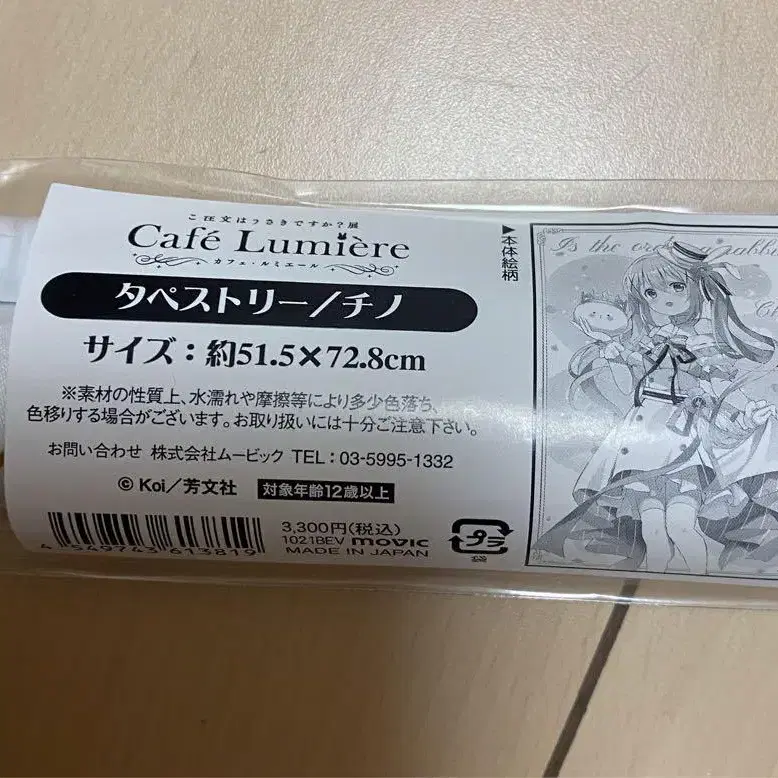 ご注文はうさぎですか?展
Café Lumière
カフェ・ルミエール
タペストリー/チノ
サイズ：約51.5×72.8cm
※素材の性質上、水濡れや摩擦等により多少色落ち、
色移りする場合がございます。お取り扱いには十分ご注意下さい。
お問い合わせ 株式会社ムービック TEL：03-5995-1332
© Koi／芳文社 対象年齢12歳以上
4 549743 613819
3,300円(税込)
1021BEV movic
MADE IN JAPAN
プラ
▶本体絵柄
Is the order a rabbi